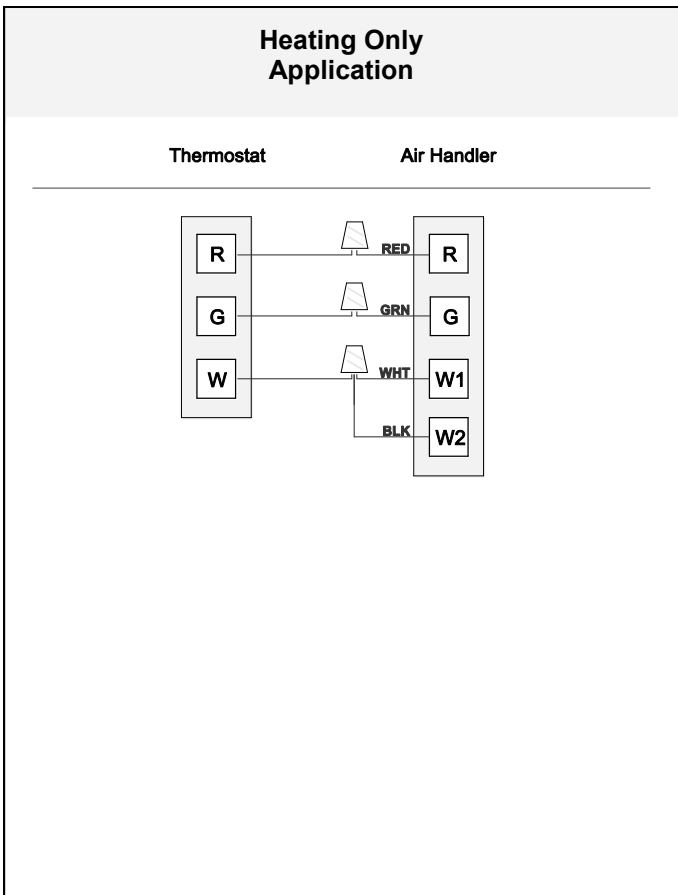 Heating Only
Application
Thermostat Air Handler
R RED R
G GRN G
W WHT W1
BLK W2